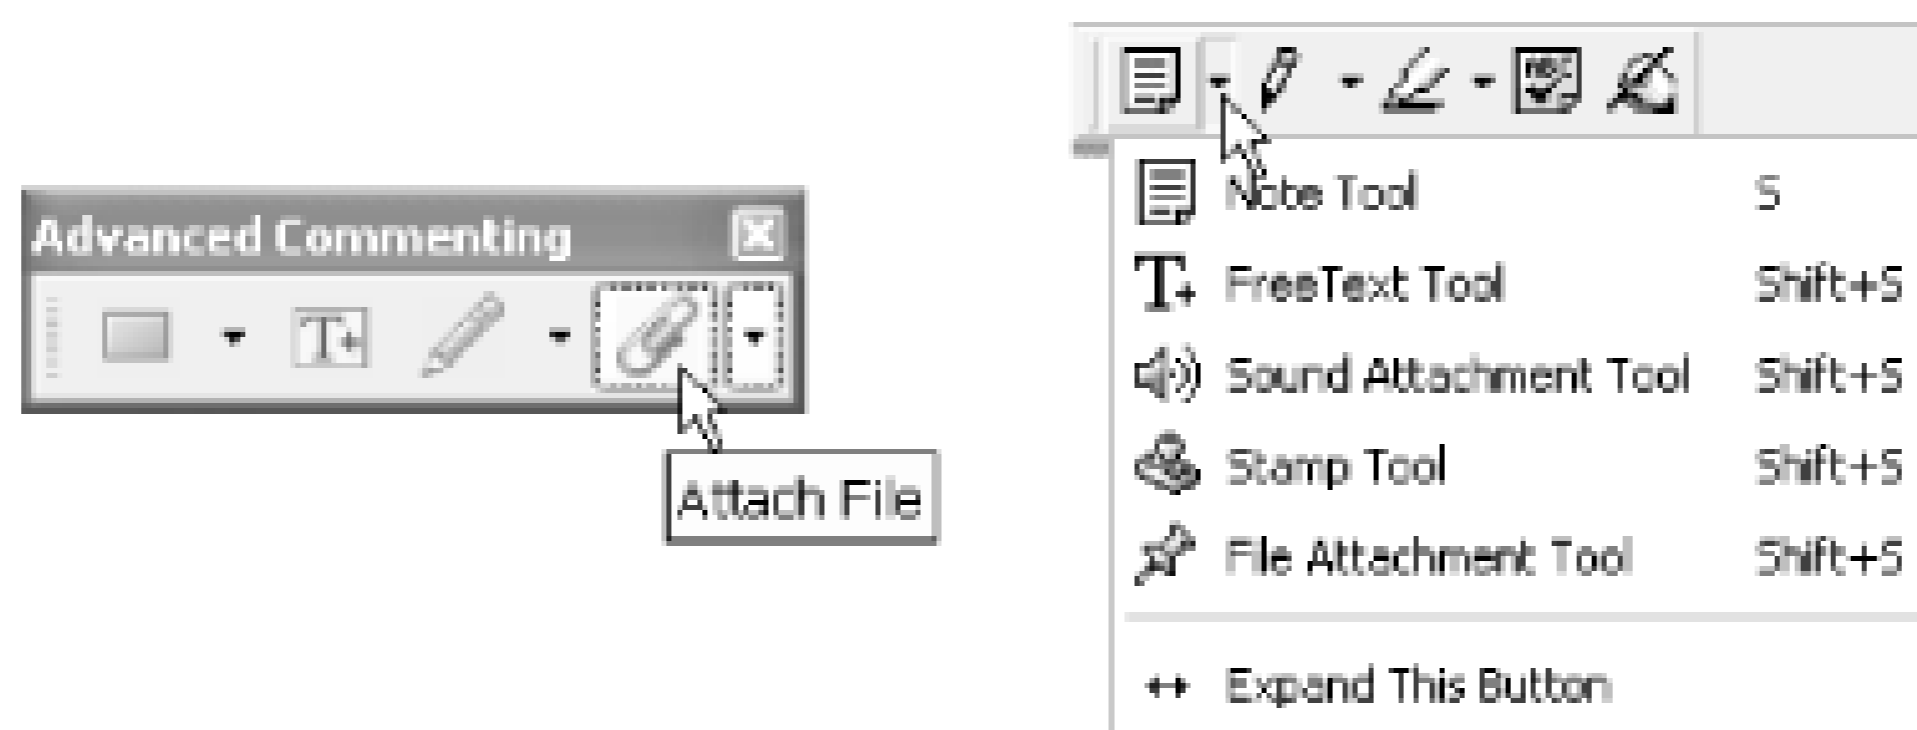 Advanced Commenting
Attach File
Note Tool S
FreeText Tool Shift+S
Sound Attachment Tool Shift+S
Stamp Tool Shift+S
File Attachment Tool Shift+S
Expand This Button